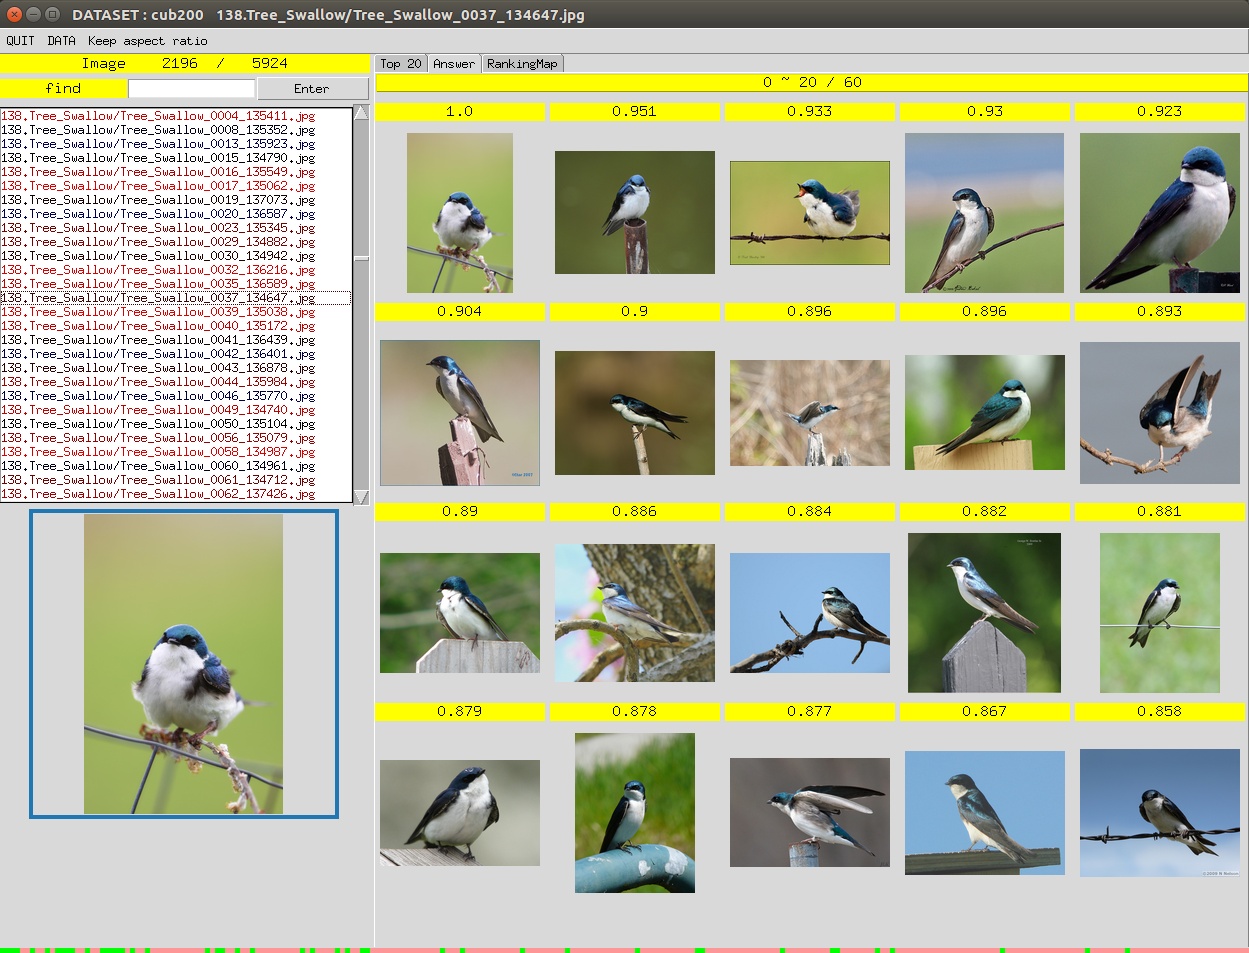 DATASET : cub200   138.Tree_Swallow/Tree_Swallow_0037_134647.jpg
QUIT DATA Keep aspect ratio
Image 2196 / 5924
find Enter
138.Tree_Swallow/Tree_Swallow_0004_135411.jpg
138.Tree_Swallow/Tree_Swallow_0008_135352.jpg
138.Tree_Swallow/Tree_Swallow_0013_135923.jpg
138.Tree_Swallow/Tree_Swallow_0015_134790.jpg
138.Tree_Swallow/Tree_Swallow_0016_135549.jpg
138.Tree_Swallow/Tree_Swallow_0017_135062.jpg
138.Tree_Swallow/Tree_Swallow_0019_137073.jpg
138.Tree_Swallow/Tree_Swallow_0020_136587.jpg
138.Tree_Swallow/Tree_Swallow_0023_135345.jpg
138.Tree_Swallow/Tree_Swallow_0029_134882.jpg
138.Tree_Swallow/Tree_Swallow_0030_134942.jpg
138.Tree_Swallow/Tree_Swallow_0032_136216.jpg
138.Tree_Swallow/Tree_Swallow_0035_136589.jpg
138.Tree_Swallow/Tree_Swallow_0037_134647.jpg
138.Tree_Swallow/Tree_Swallow_0039_135038.jpg
138.Tree_Swallow/Tree_Swallow_0040_135172.jpg
138.Tree_Swallow/Tree_Swallow_0041_136439.jpg
138.Tree_Swallow/Tree_Swallow_0042_136401.jpg
138.Tree_Swallow/Tree_Swallow_0043_136878.jpg
138.Tree_Swallow/Tree_Swallow_0044_135984.jpg
138.Tree_Swallow/Tree_Swallow_0046_135770.jpg
138.Tree_Swallow/Tree_Swallow_0049_134740.jpg
138.Tree_Swallow/Tree_Swallow_0050_135104.jpg
138.Tree_Swallow/Tree_Swallow_0056_135079.jpg
138.Tree_Swallow/Tree_Swallow_0058_134987.jpg
138.Tree_Swallow/Tree_Swallow_0060_134961.jpg
138.Tree_Swallow/Tree_Swallow_0061_134712.jpg
138.Tree_Swallow/Tree_Swallow_0062_137426.jpg
Top 20 Answer RankingMap
0 ~ 20 / 60
1.0 0.951 0.933 0.93 0.923
0.904 0.9 0.896 0.896 0.893
0.89 0.886 0.884 0.882 0.881
0.879 0.878 0.877 0.867 0.858